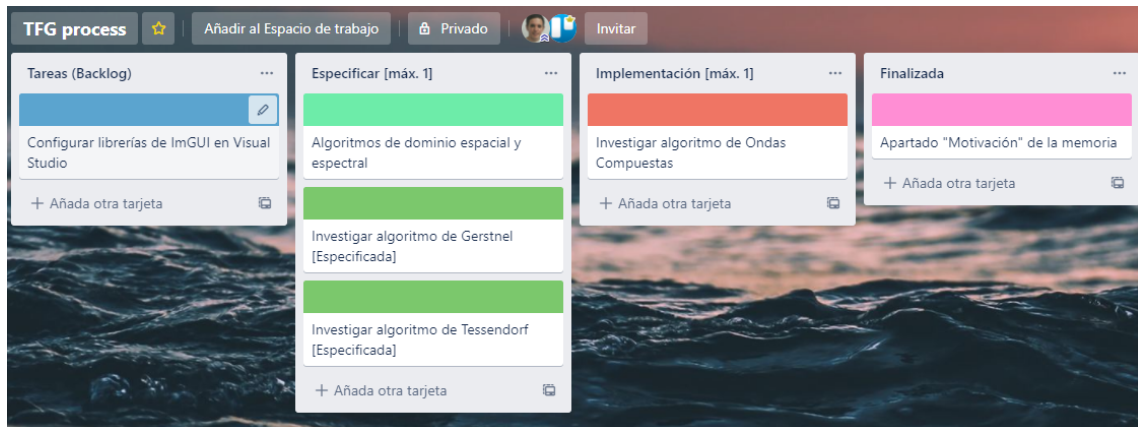 TFG process
Añadir al Espacio de trabajo
Privado
Invitar
Tareas (Backlog)
Configurar librerías de ImGUI en Visual
Studio
+ Añada otra tarjeta
Especificar [máx. 1]
Algoritmos de dominio espacial y
espectral
Investigar algoritmo de Gerstnel
[Especificada]
Investigar algoritmo de Tessendorf
[Especificada]
+ Añada otra tarjeta
Implementación [máx. 1]
Investigar algoritmo de Ondas
Compuestas
+ Añada otra tarjeta
Finalizada
Apartado "Motivación" de la memoria
+ Añada otra tarjeta